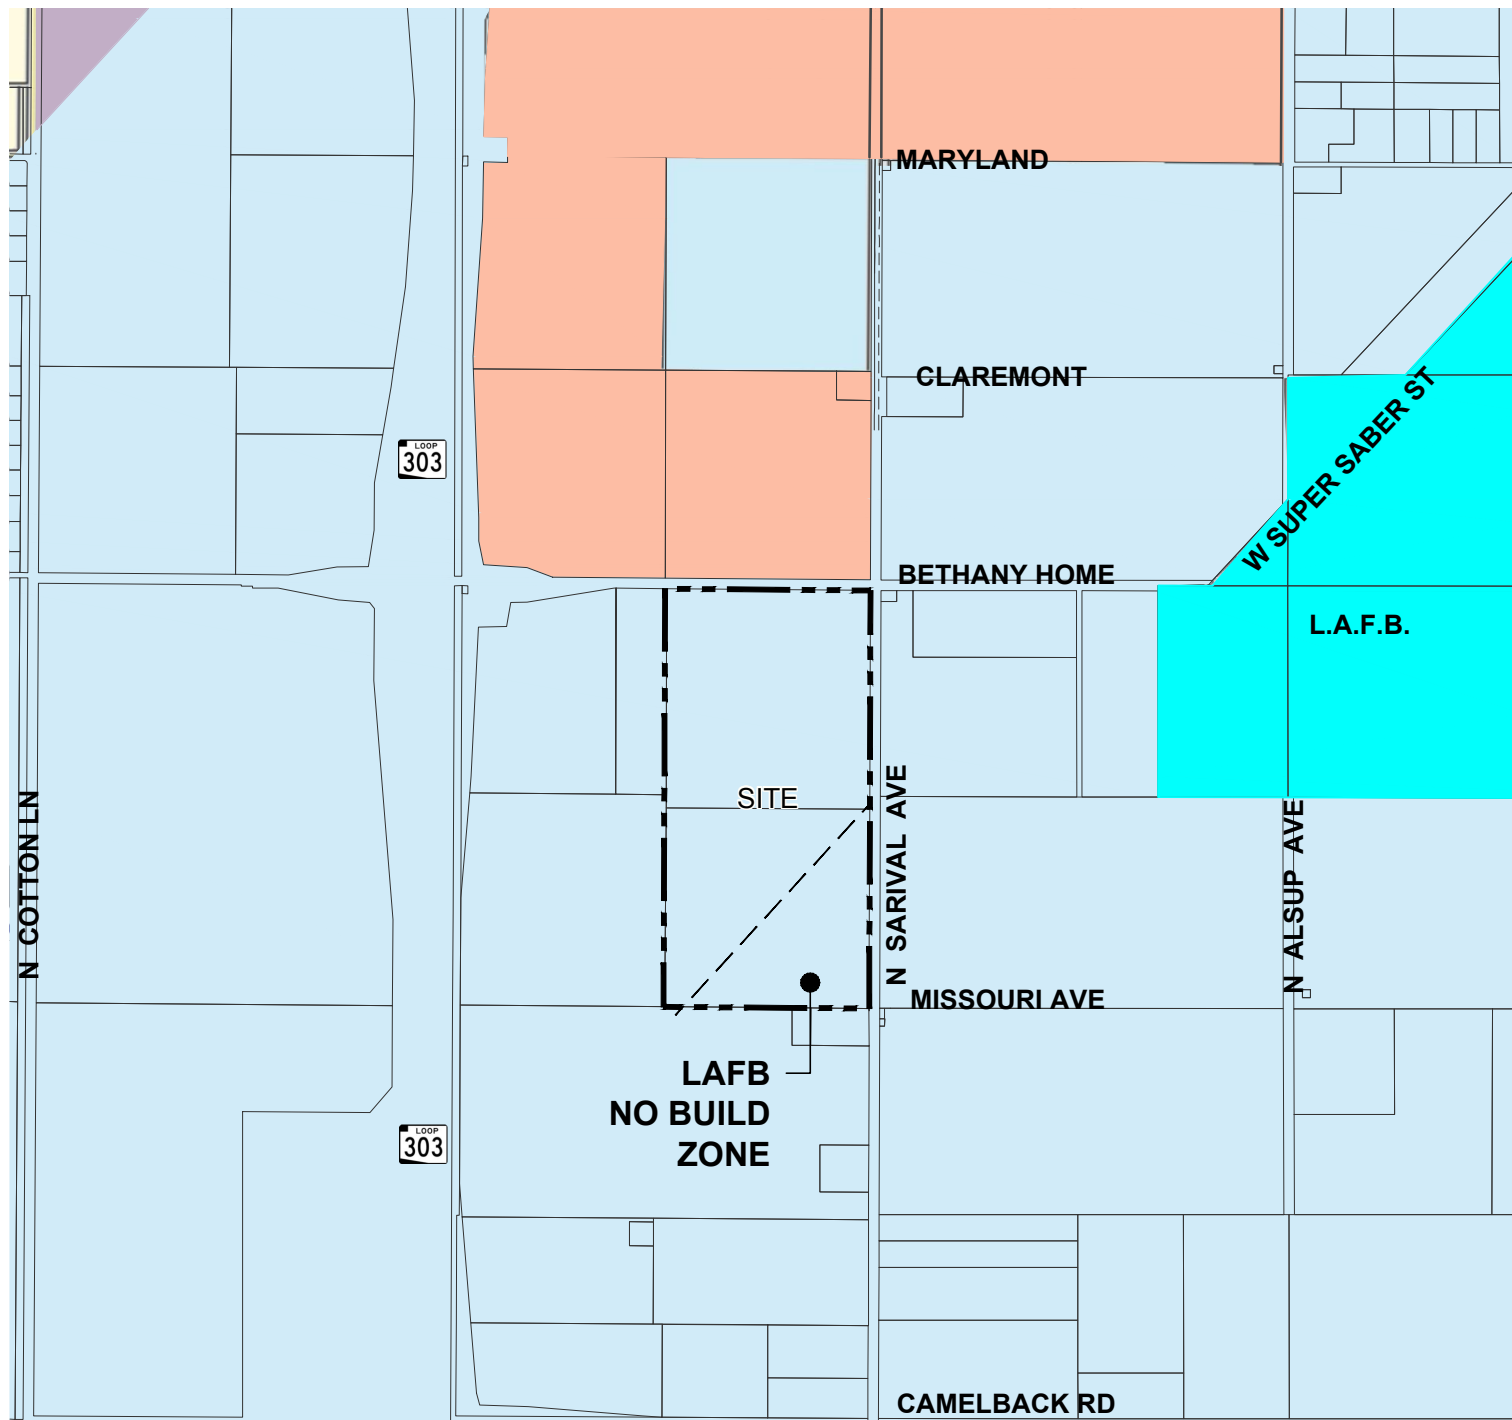 MARYLAND
CLAREMONT
W SUPER SABER ST
LOOP
303
BETHANY HOME
L.A.F.B.
SITE
N COTTON LN
N SARIVAL AVE
N ALSUP AVE
MISSOURI AVE
LAFB
NO BUILD
ZONE
LOOP
303
CAMELBACK RD